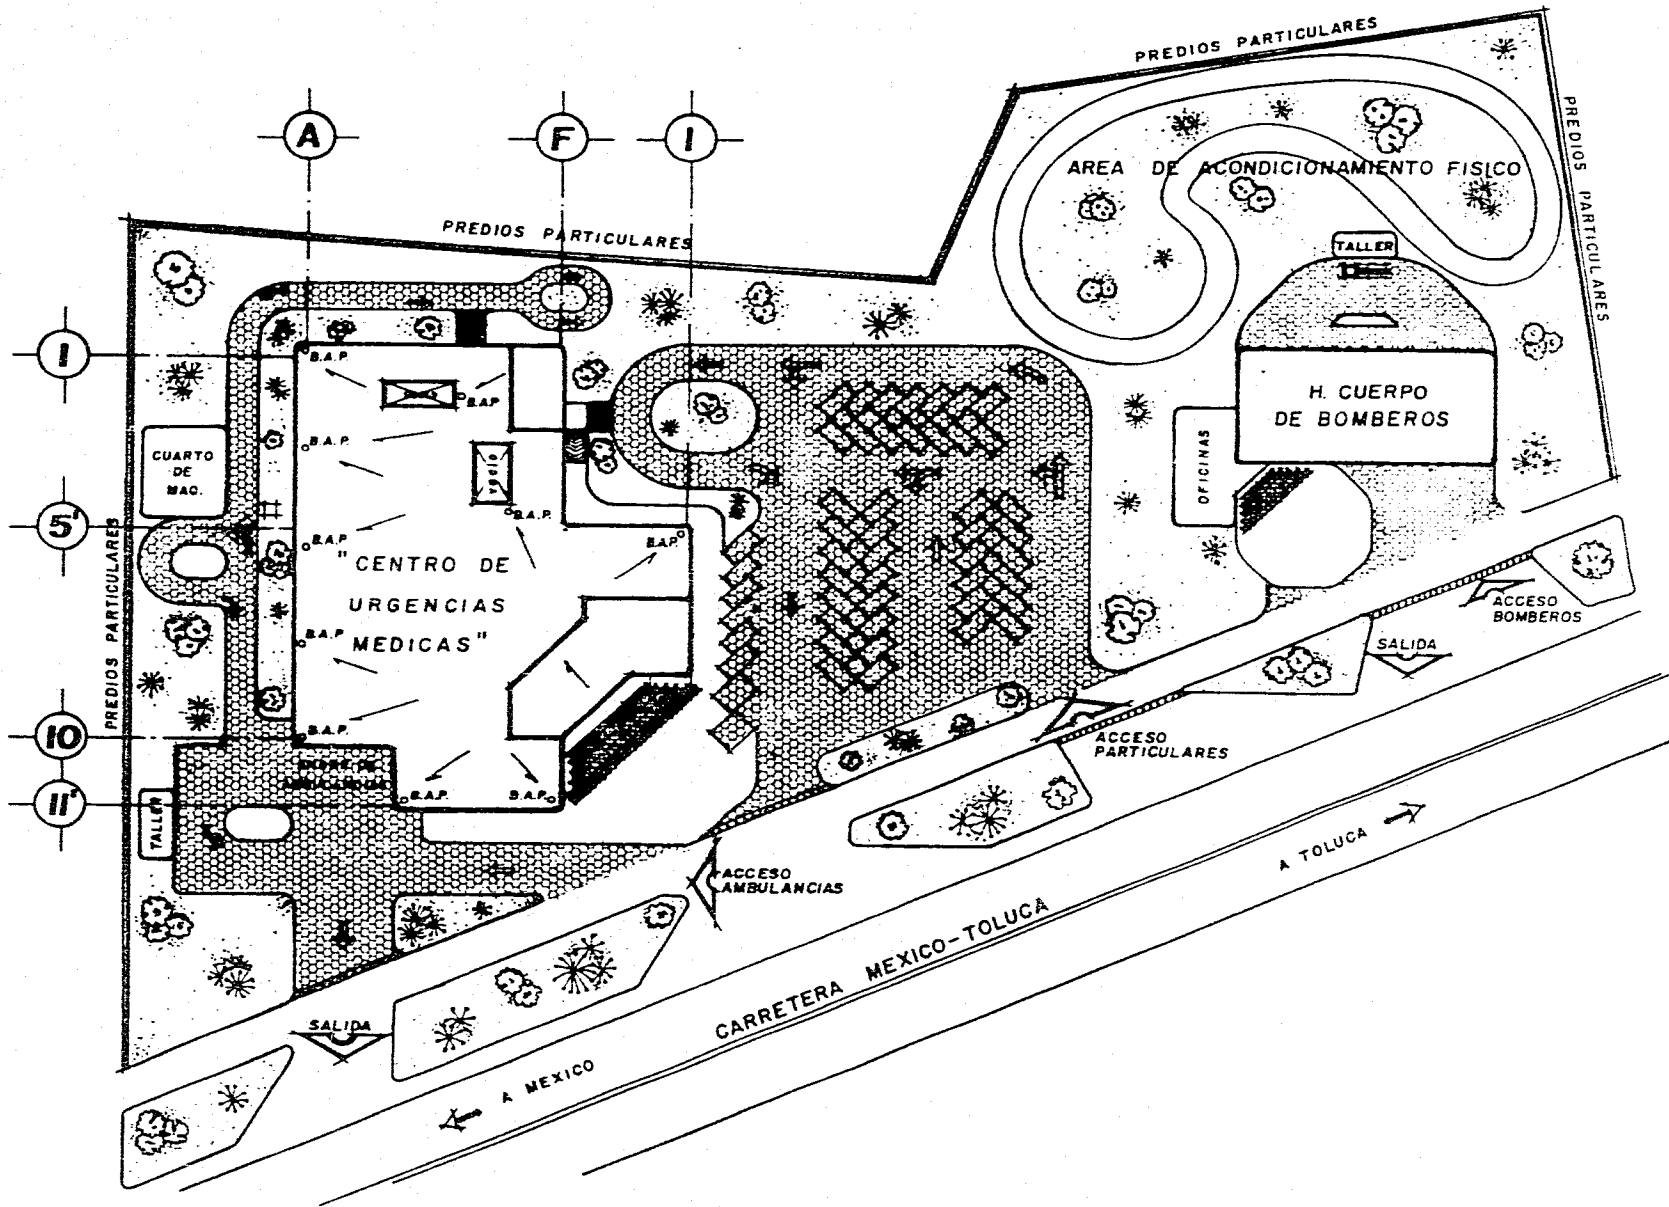 PREDIOS PARTICULARES
A
F
I
PREDIOS PARTICULARES
AREA DE ACONDICIONAMIENTO FISICO
PREDIOS PARTICULARES
TALLER
1
B.A.P.
B.A.P.
H. CUERPO
DE BOMBEROS
OFICINAS
B.A.P.
CUARTO
DE
MAQ.
vacio
5'
B.A.P.
B.A.P.
B.A.P.
"CENTRO DE
URGENCIAS
MEDICAS"
PREDIOS PARTICULARES
B.A.P.
ACCESO
BOMBEROS
SALIDA
10
B.A.P.
ACCESO
PARTICULARES
11'
TALLER
B.A.P.
B.A.P.
A TOLUCA
ACCESO
AMBULANCIAS
CARRETERA MEXICO-TOLUCA
SALIDA
A MEXICO